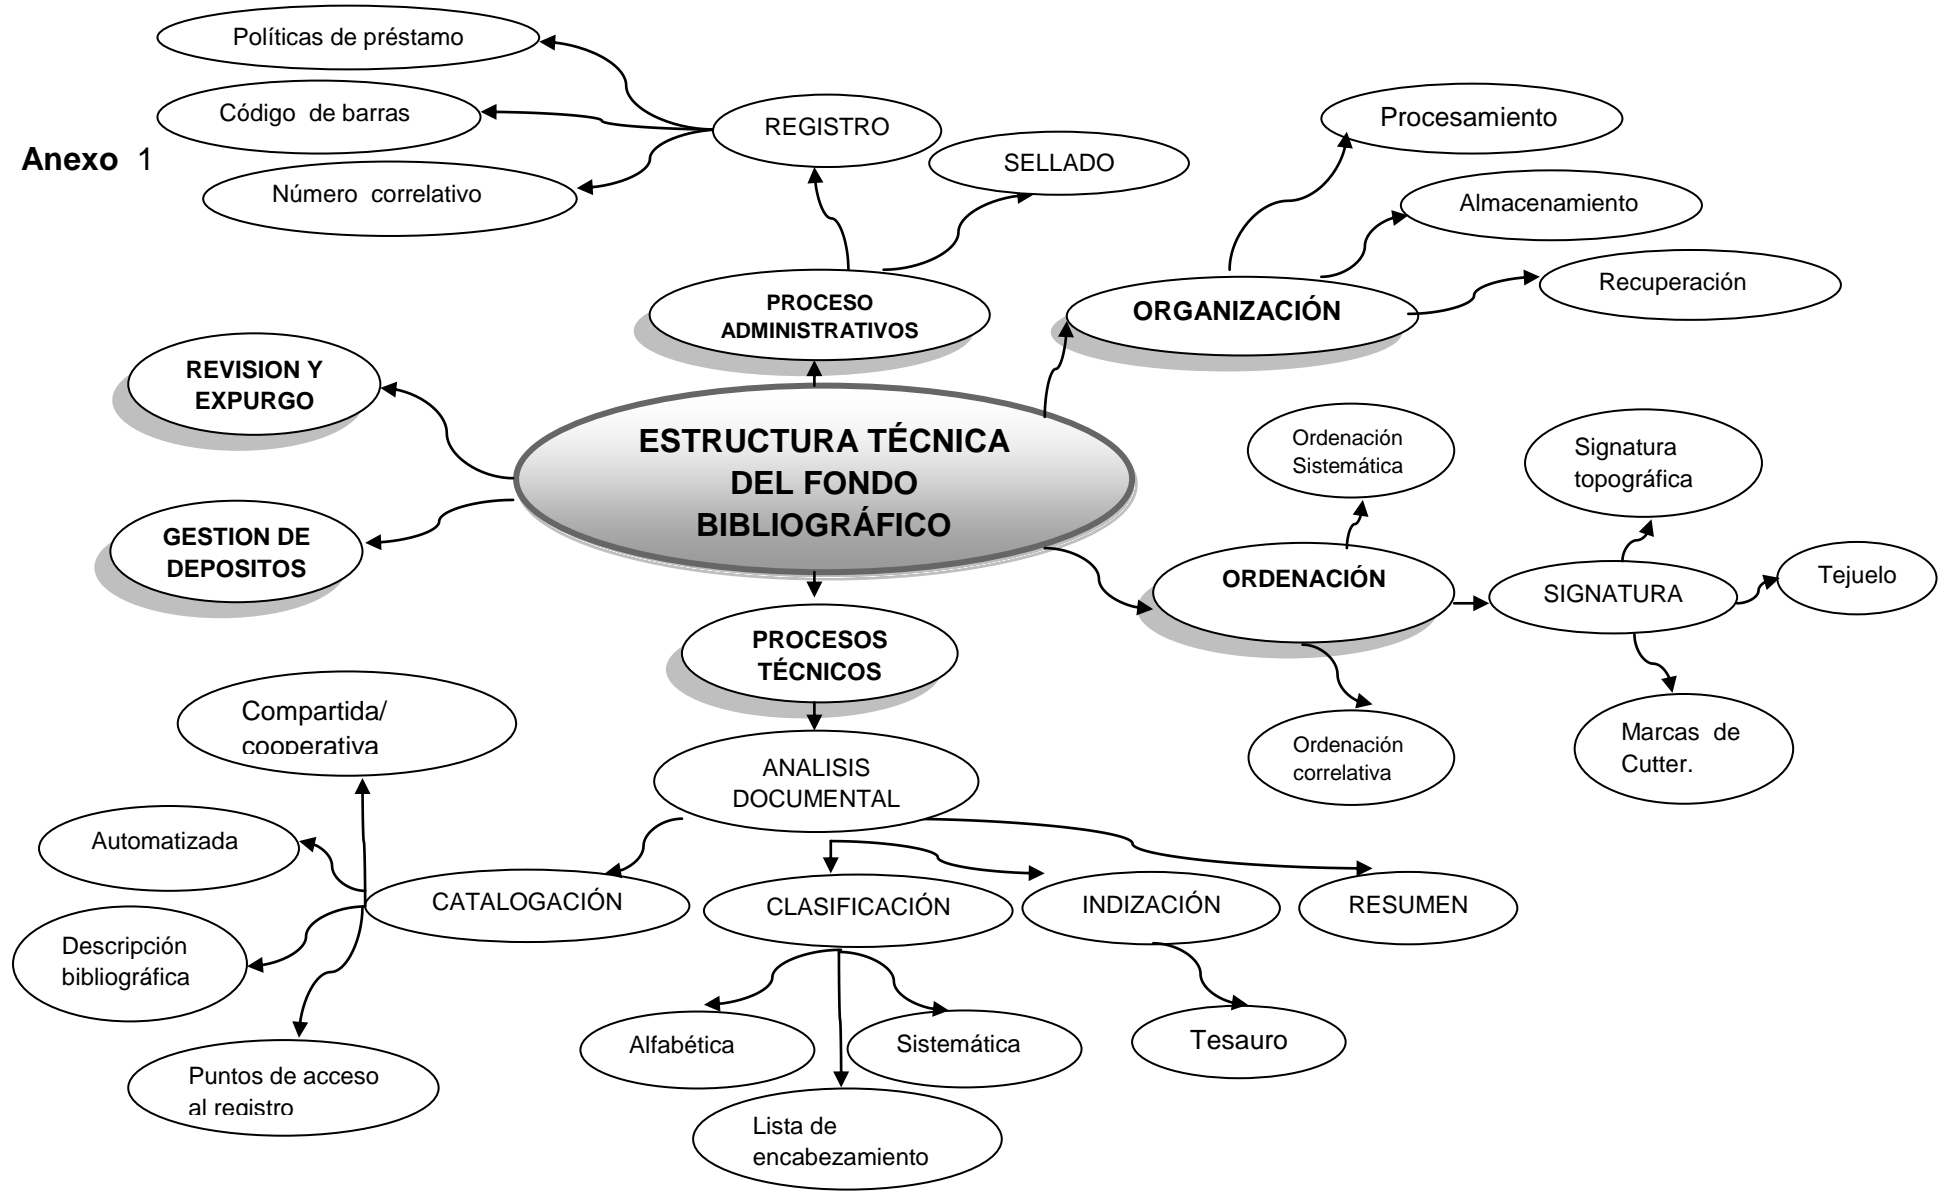 Anexo 1
Políticas de préstamo
Código de barras
Número correlativo
REGISTRO
SELLADO
PROCESO
ADMINISTRATIVOS
Procesamiento
Almacenamiento
Recuperación
ORGANIZACIÓN
REVISION Y
EXPURGO
GESTION DE
DEPOSITOS
ESTRUCTURA TÉCNICA
DEL FONDO
BIBLIOGRÁFICO
Ordenación
Sistemática
Signatura
topográfica
ORDENACIÓN
SIGNATURA
Tejuelo
Ordenación
correlativa
Marcas de
Cutter.
PROCESOS
TÉCNICOS
ANALISIS
DOCUMENTAL
Compartida/
cooperativa
Automatizada
Descripción
bibliográfica
Puntos de acceso
al registro
CATALOGACIÓN
CLASIFICACIÓN
INDIZACIÓN
RESUMEN
Alfabética
Sistemática
Lista de
encabezamiento
Tesauro